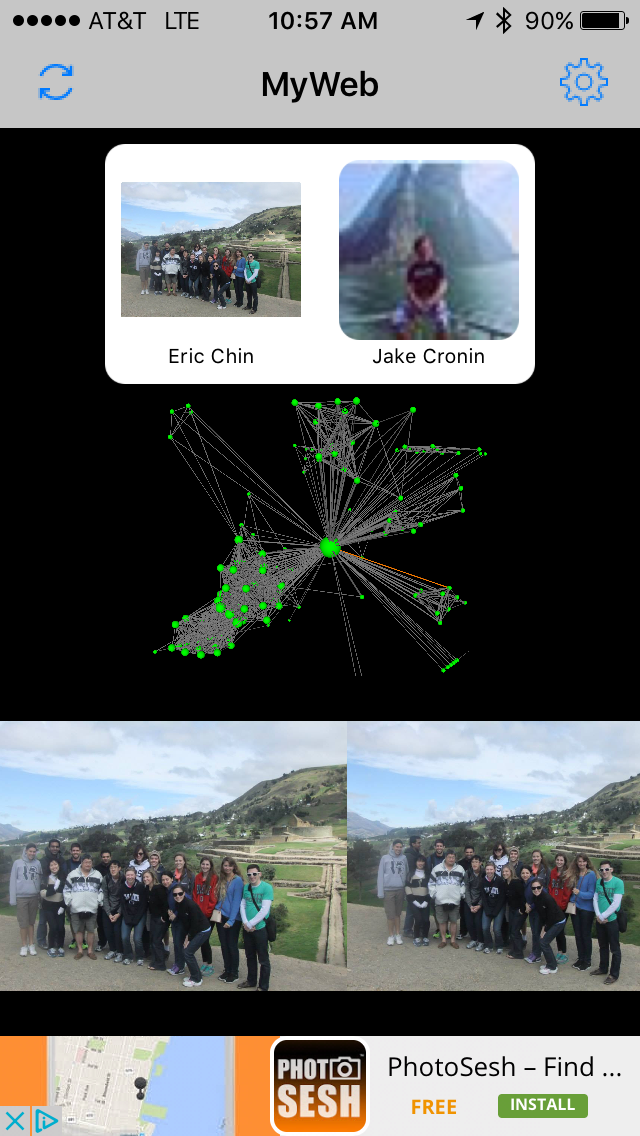 AT&T LTE 10:57 AM 90%
MyWeb
Eric Chin Jake Cronin
PHOTO SESH
PhotoSesh – Find ...
FREE INSTALL